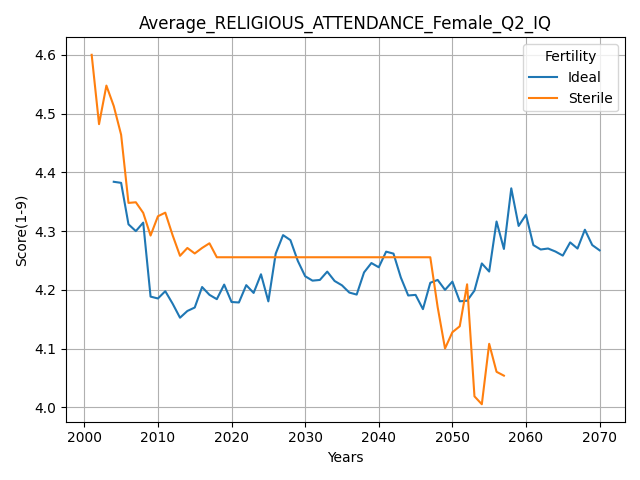 Average_RELIGIOUS_ATTENDANCE_Female_Q2_IQ
Fertility
Ideal
Sterile
Score(1-9)
4.6
4.5
4.4
4.3
4.2
4.1
4.0
2000 2010 2020 2030 2040 2050 2060 2070
Years